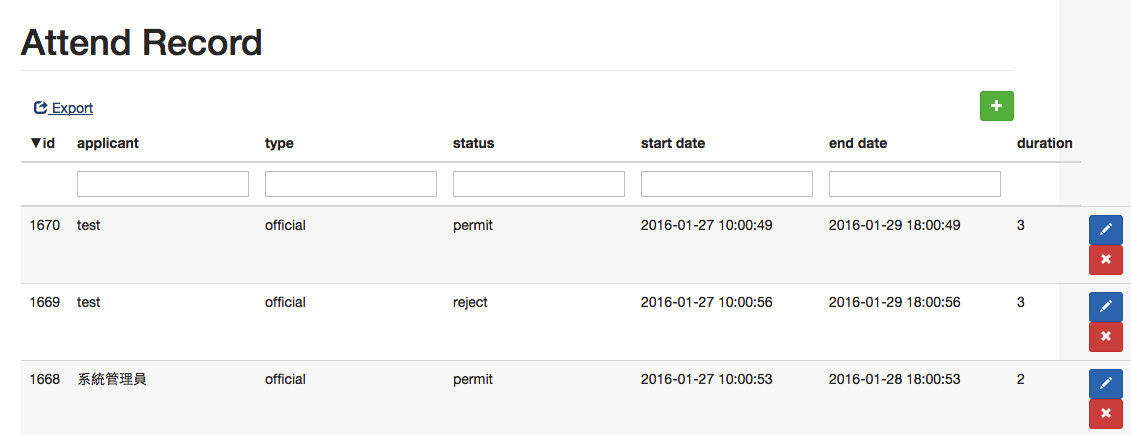 Attend Record
Export
▼id applicant type status start date end date duration
1670 test official permit 2016-01-27 10:00:49 2016-01-29 18:00:49 3
1669 test official reject 2016-01-27 10:00:56 2016-01-29 18:00:56 3
1668 系統管理員 official permit 2016-01-27 10:00:53 2016-01-28 18:00:53 2